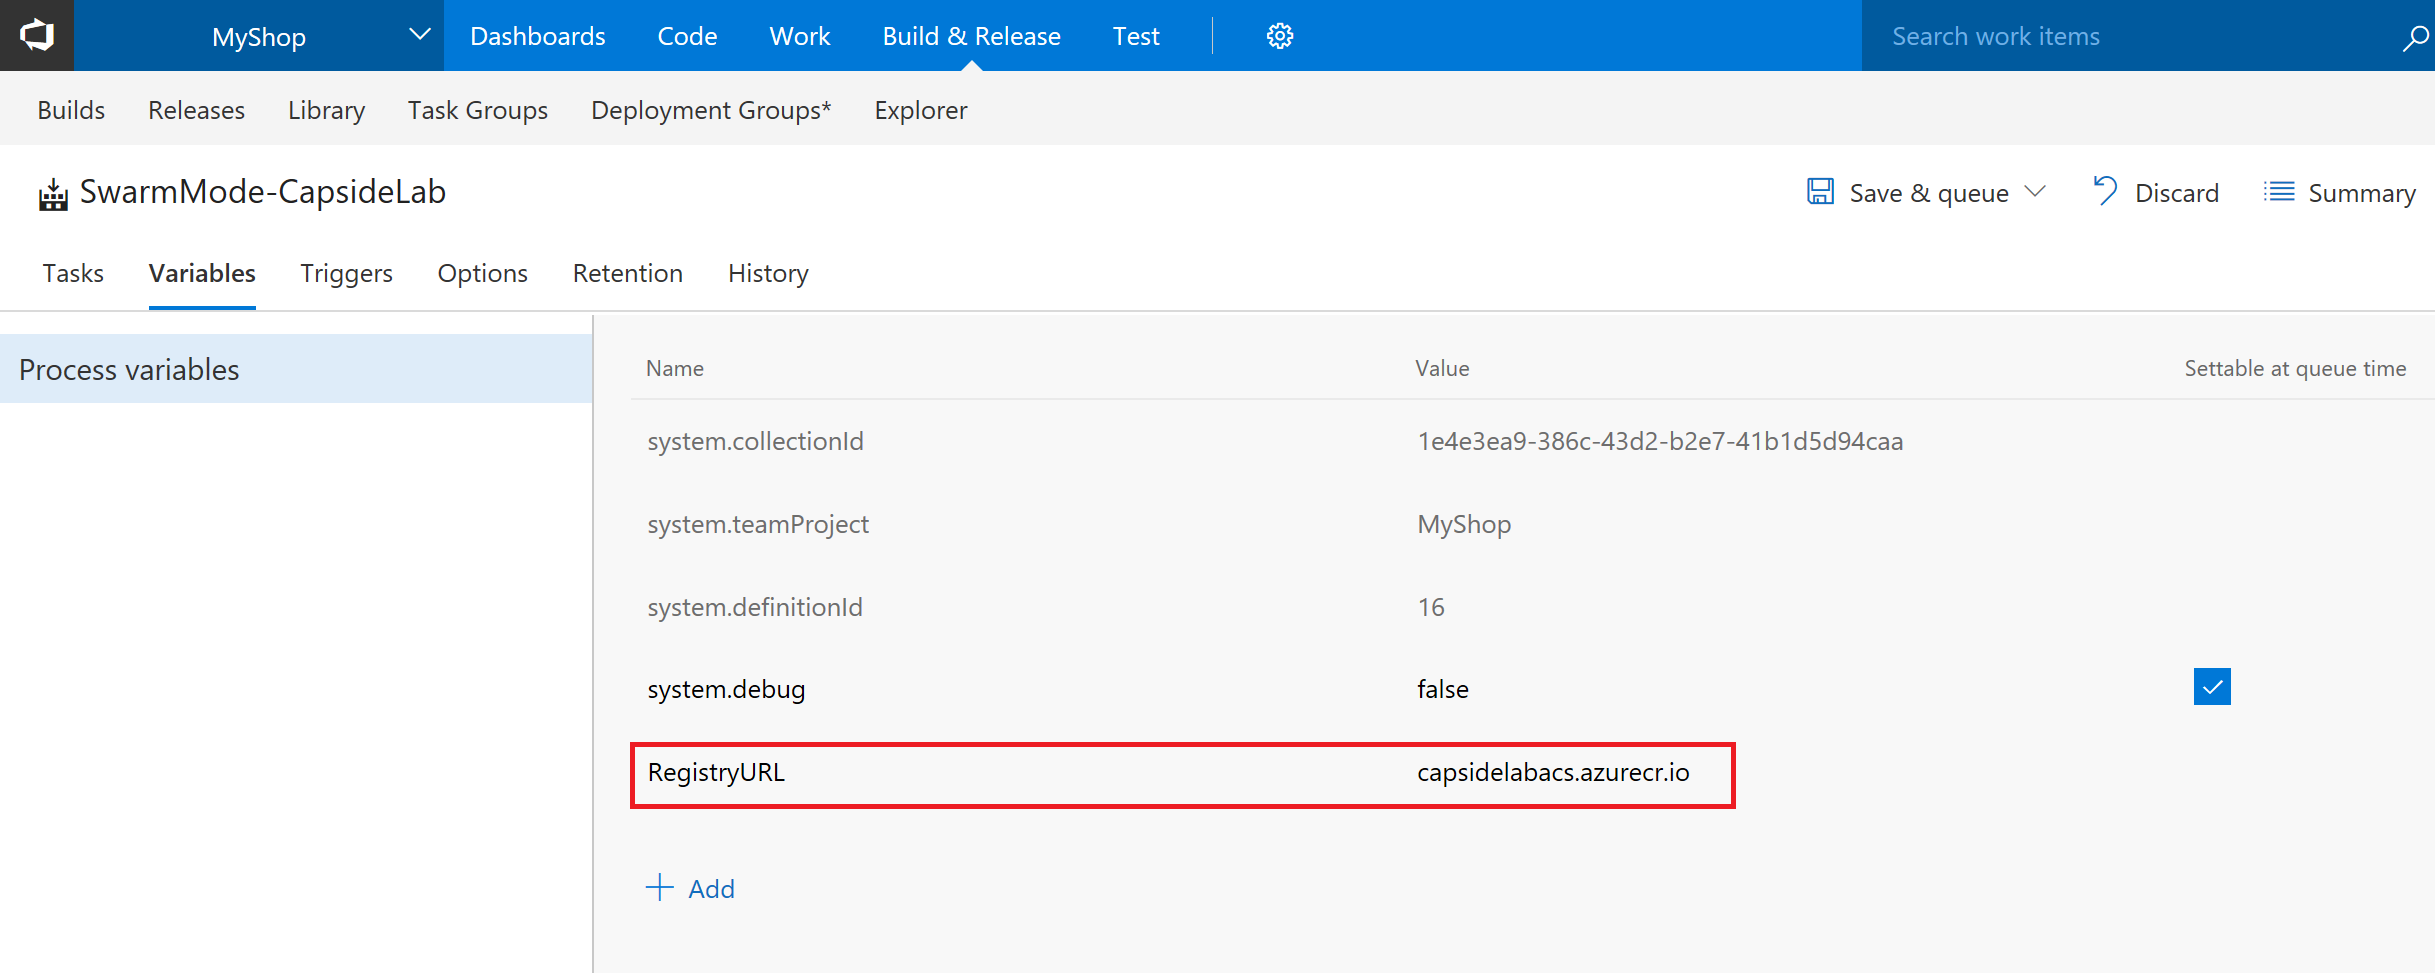 MyShop Dashboards Code Work Build & Release Test Search work items
Builds Releases Library Task Groups Deployment Groups* Explorer
SwarmMode-CapsideLab Save & queue Discard Summary
Tasks Variables Triggers Options Retention History
Process variables
Name Value Settable at queue time
system.collectionId 1e4e3ea9-386c-43d2-b2e7-41b1d5d94caa
system.teamProject MyShop
system.definitionId 16
system.debug false
RegistryURL capsidelabacs.azurecr.io
Add